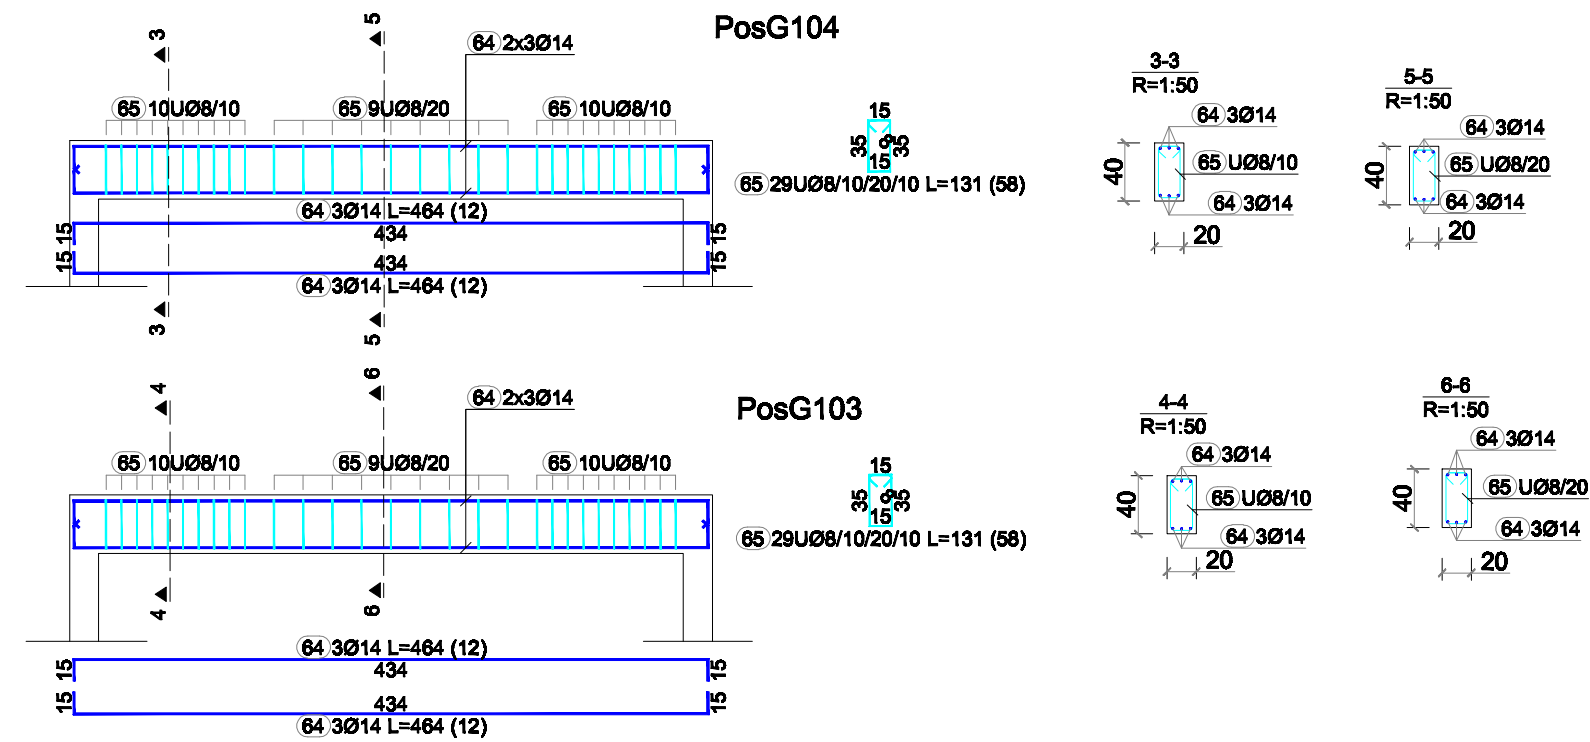 PosG104
3
5
64 2x3Ø14
65 10UØ8/10
65 9UØ8/20
65 10UØ8/10
64 3Ø14 L=464 (12)
15
434
15
15
434
15
64 3Ø14 L=464 (12)
3
5
15
35
9
35
15
65 29UØ8/10/20/10 L=131 (58)
3-3
R=1:50
64 3Ø14
40
65 UØ8/10
64 3Ø14
20
5-5
R=1:50
64 3Ø14
40
65 UØ8/20
64 3Ø14
20
PosG103
4
6
64 2x3Ø14
65 10UØ8/10
65 9UØ8/20
65 10UØ8/10
4
6
64 3Ø14 L=464 (12)
15
434
15
15
434
15
64 3Ø14 L=464 (12)
15
35
9
35
15
65 29UØ8/10/20/10 L=131 (58)
4-4
R=1:50
64 3Ø14
40
65 UØ8/10
64 3Ø14
20
6-6
R=1:50
64 3Ø14
40
65 UØ8/20
64 3Ø14
20